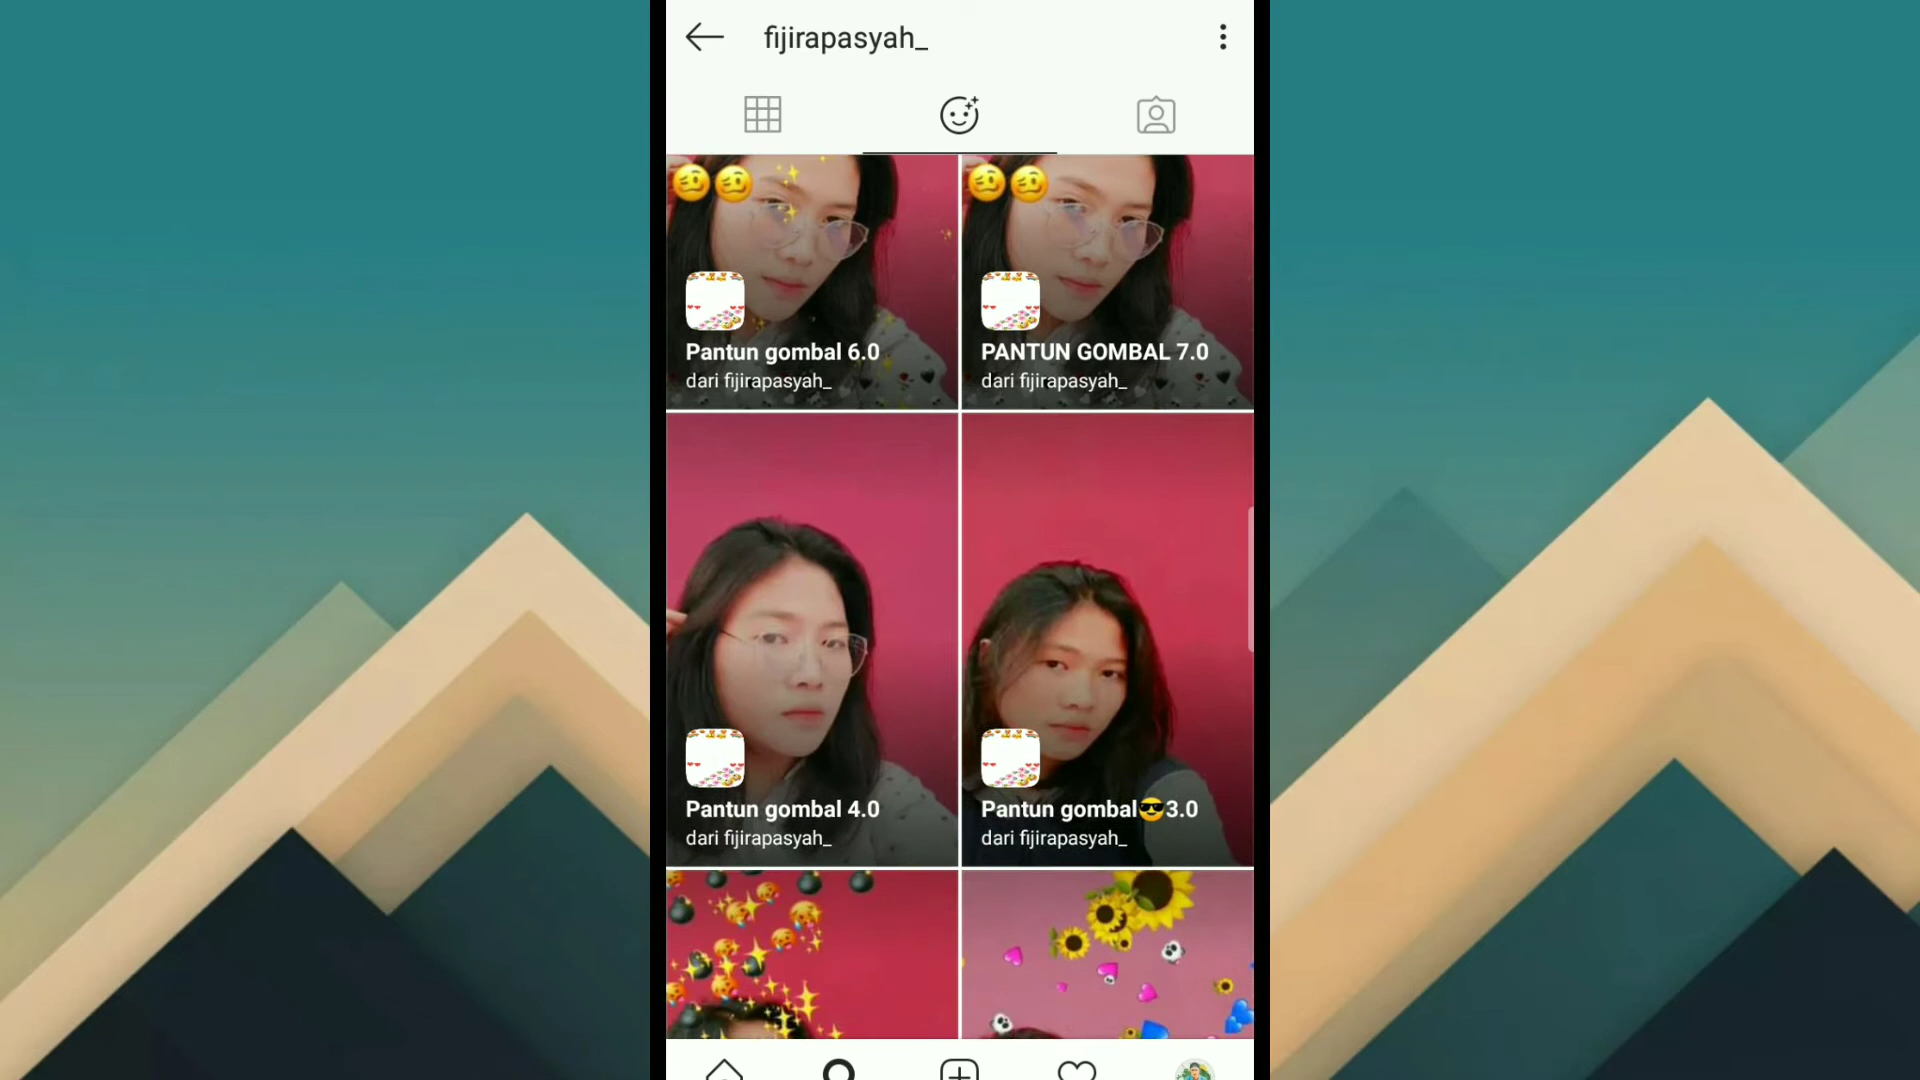 fijirapasyah_
Pantun gombal 6.0
dari fijirapasyah_
PANTUN GOMBAL 7.0
dari fijirapasyah_
Pantun gombal 4.0
dari fijirapasyah_
Pantun gombal😎3.0
dari fijirapasyah_